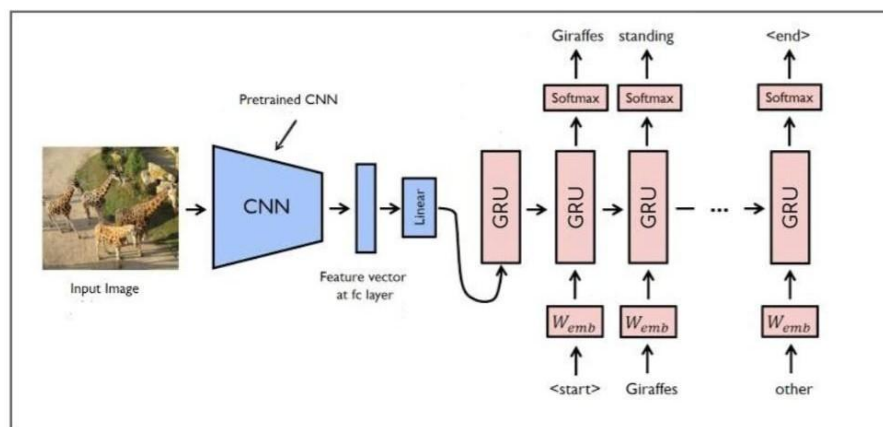 Giraffes standing <end>
Softmax Softmax Softmax
Pretrained CNN
CNN
Linear
GRU GRU GRU GRU
Input Image
Feature vector
at fc layer
W_emb W_emb W_emb
<start> Giraffes other
...